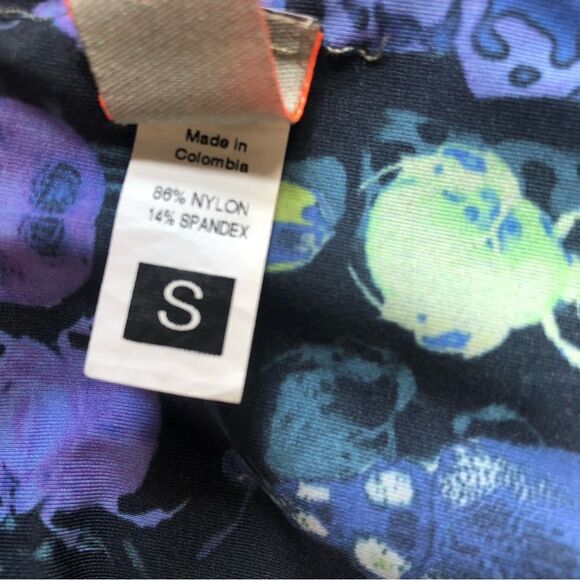 Made in
Colombia
86% NYLON
14% SPANDEX
S